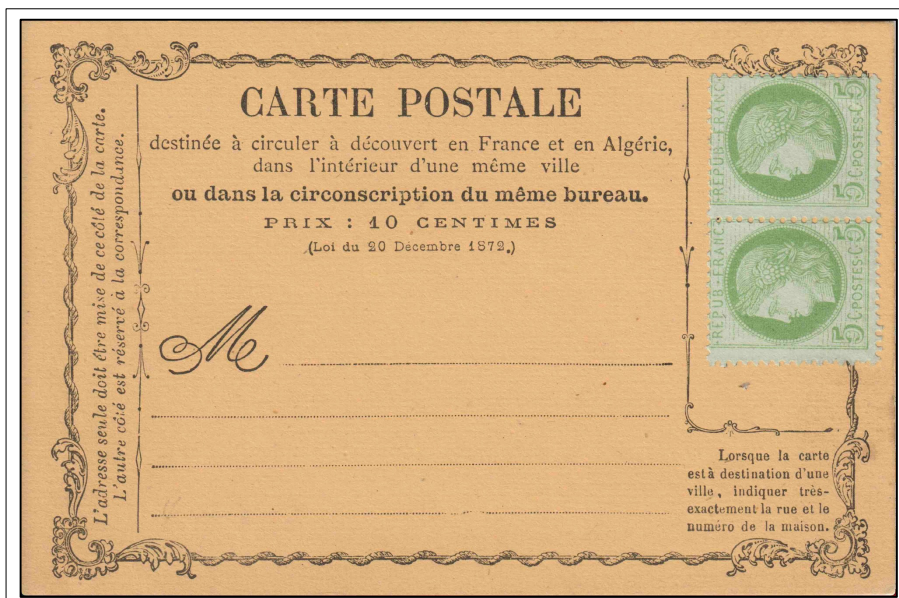 CARTE POSTALE
destinée à circuler à découvert en France et en Algérie,
dans l'intérieur d'une même ville
ou dans la circonscription du même bureau.
PRIX : 10 CENTIMES
(Loi du 20 Décembre 1872.)
L'adresse seule doit être mise de ce côté de la carte.
L'autre côté est réservé à la correspondance.
M
REPUB·FRANC
5 C·POSTES·C 5
REPUB·FRANC
5 C·POSTES·C 5
Lorsque la carte
est à destination d'une
ville, indiquer très-
exactement la rue et le
numéro de la maison.